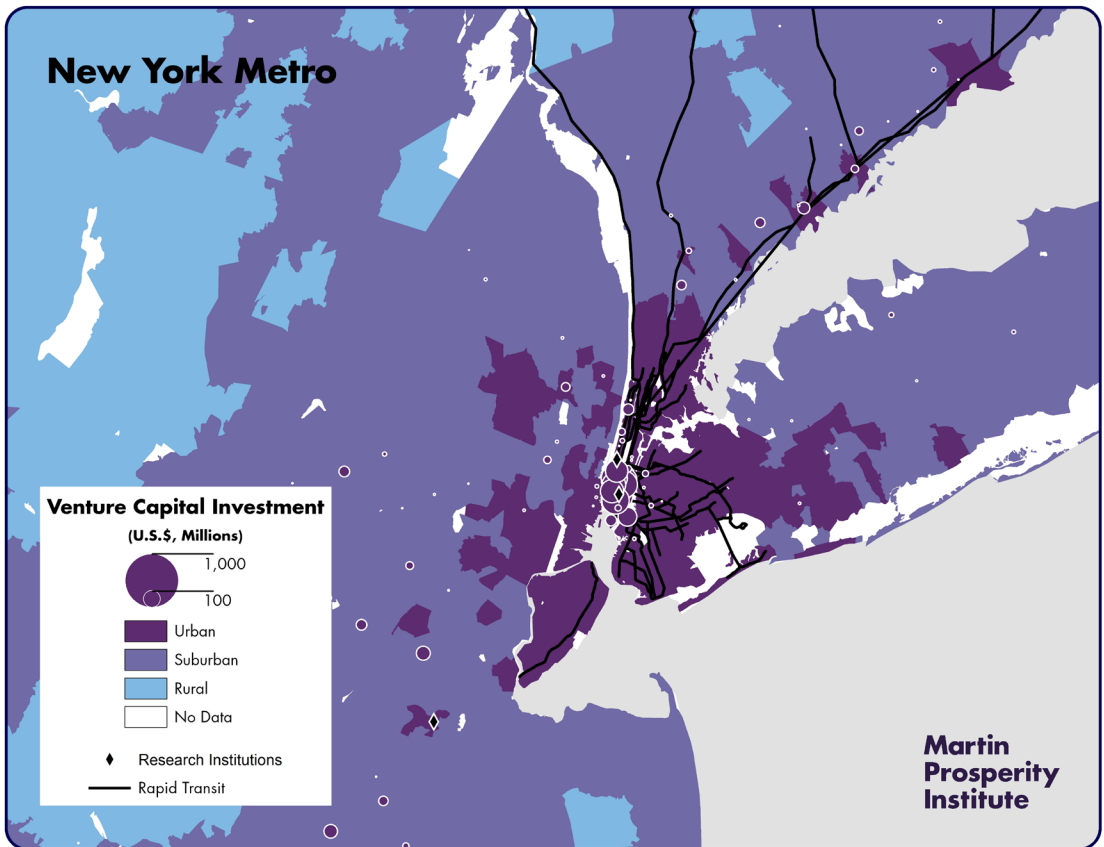 New York Metro
Venture Capital Investment
(U.S.$, Millions)
1,000
100
Urban
Suburban
Rural
No Data
Research Institutions
Rapid Transit
Martin
Prosperity
Institute